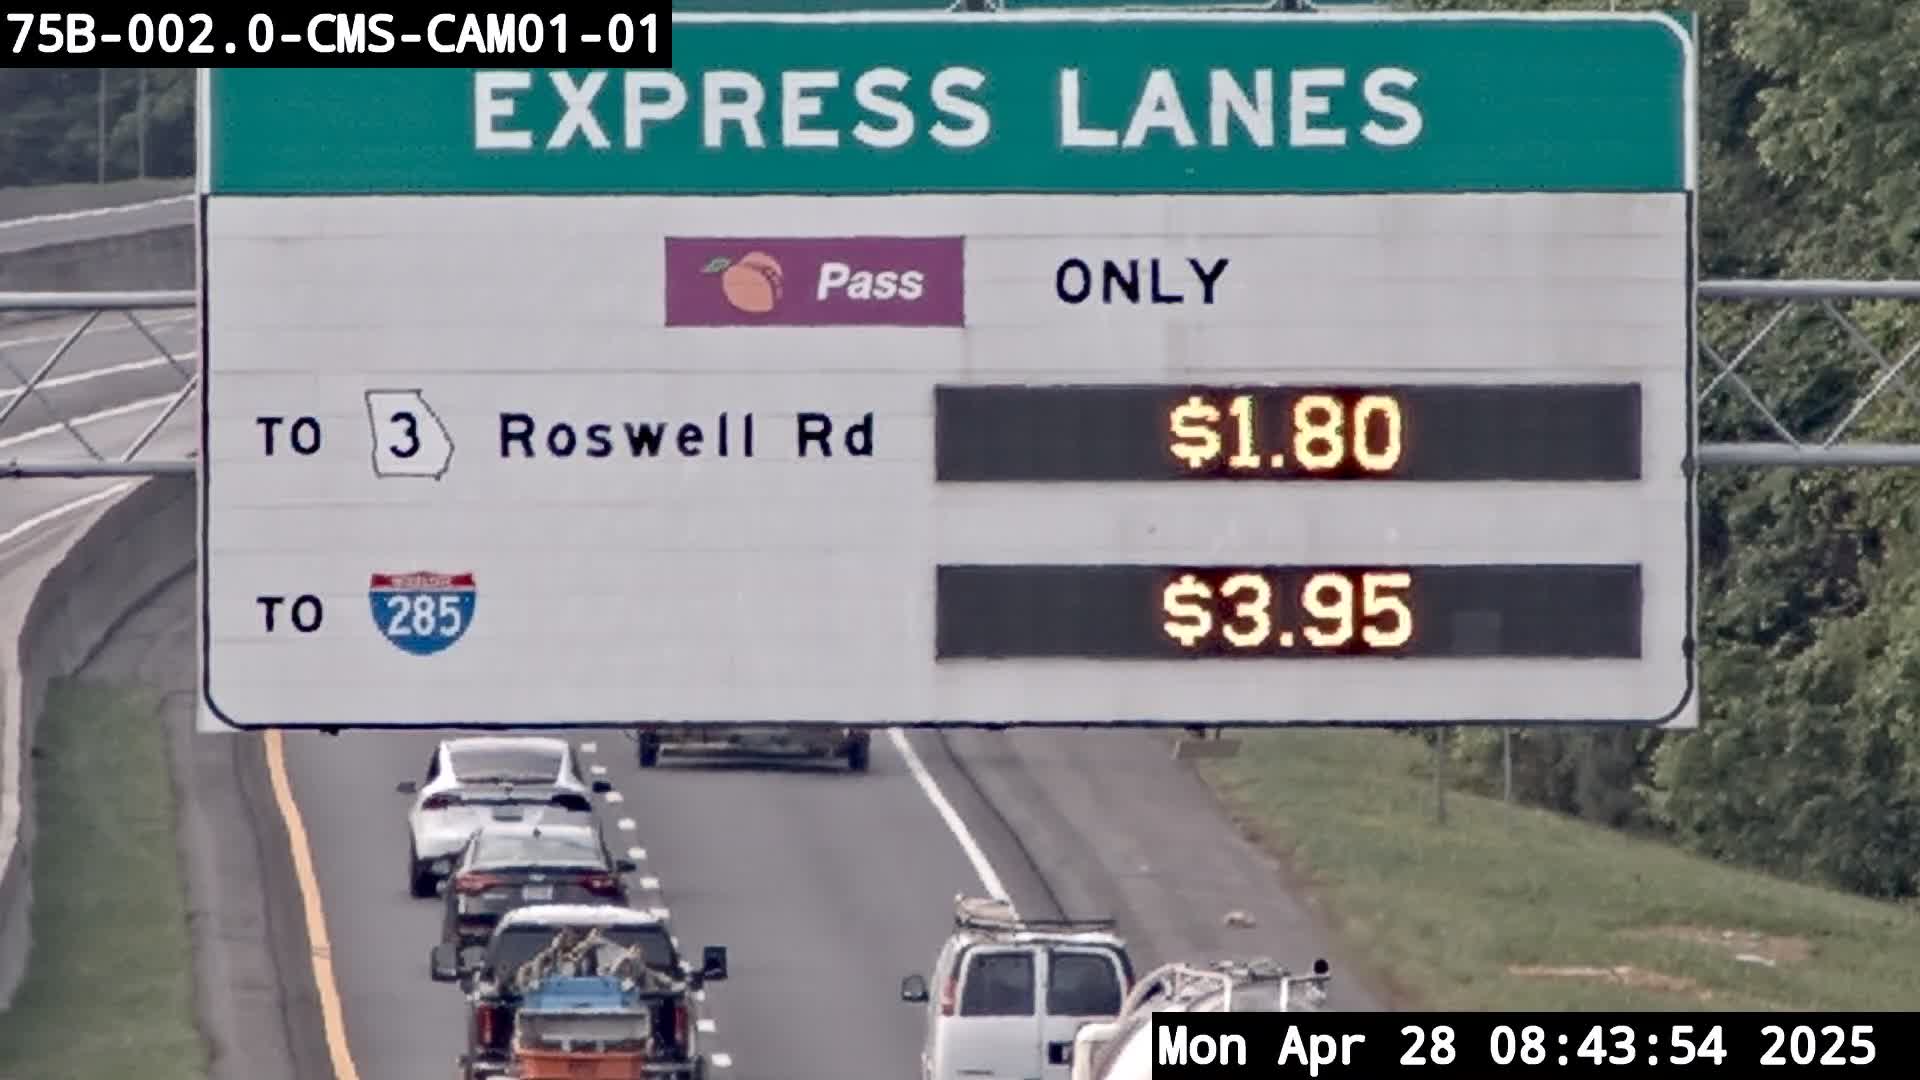 75B-002.0-CMS-CAM01-01
EXPRESS LANES
Pass ONLY
TO 3 Roswell Rd $1.80
TO 285 $3.95
Mon Apr 28 08:43:54 2025